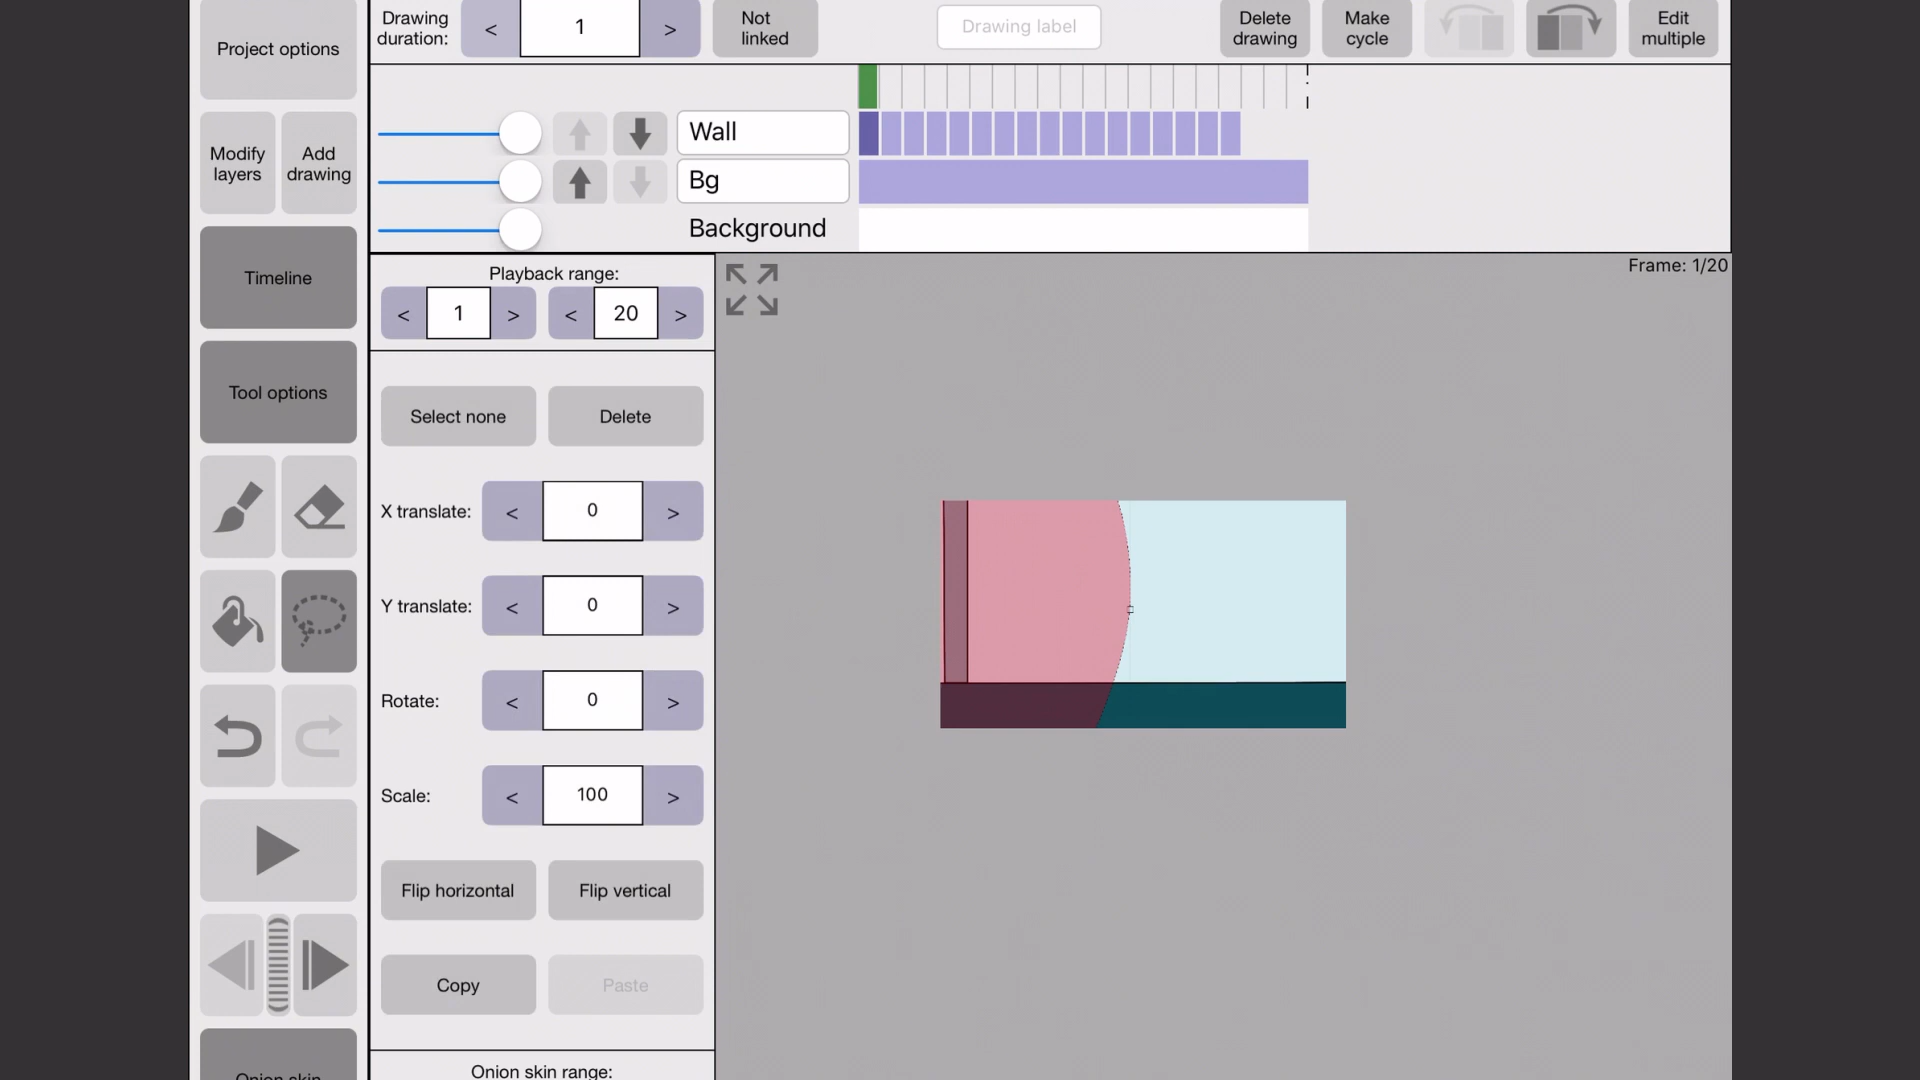 Project options
Modify
layers
Add
drawing
Timeline
Tool options
Onion skin
Drawing
duration:
<
1
>
Not
linked
Drawing label
Delete
drawing
Make
cycle
Edit
multiple
Wall
Bg
Background
Playback range:
<
1
>
<
20
>
Frame: 1/20
Select none
Delete
X translate:
<
0
>
Y translate:
<
0
>
Rotate:
<
0
>
Scale:
<
100
>
Flip horizontal
Flip vertical
Copy
Paste
Onion skin range: